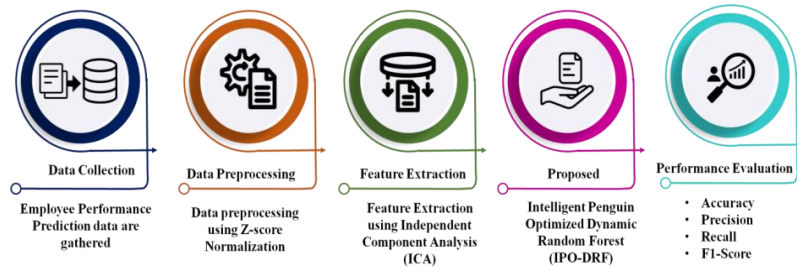 Data Collection
Employee Performance
Prediction data are
gathered
Data Preprocessing
Data preprocessing
using Z-score
Normalization
Feature Extraction
Feature Extraction
using Independent
Component Analysis
(ICA)
Proposed
Intelligent Penguin
Optimized Dynamic
Random Forest
(IPO-DRF)
Performance Evaluation
• Accuracy
• Precision
• Recall
• F1-Score